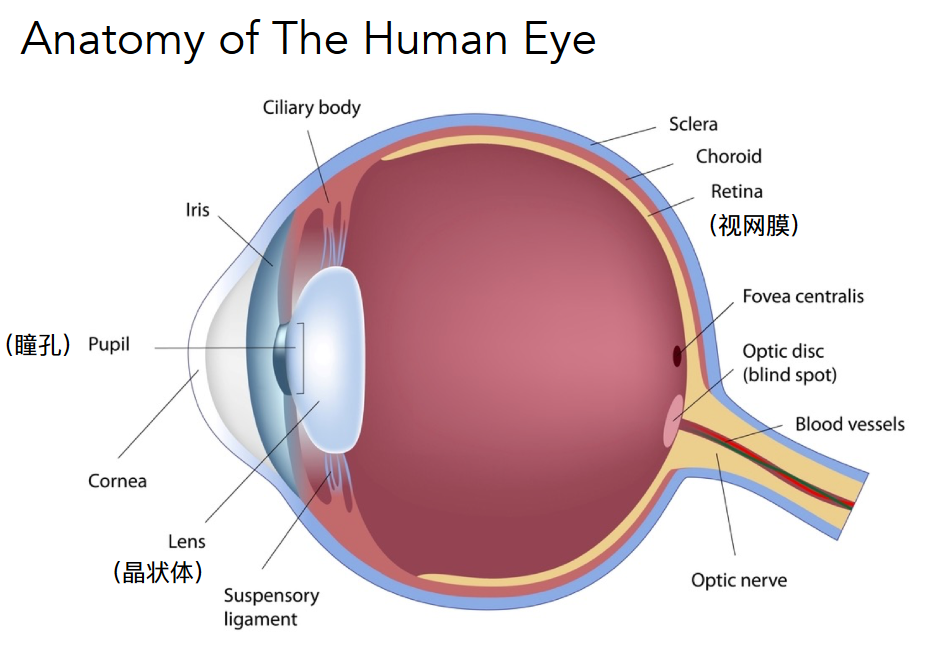 Anatomy of The Human Eye
Ciliary body
Sclera
Choroid
Iris
Retina
(视网膜)
Fovea centralis
(瞳孔) Pupil
Optic disc
(blind spot)
Blood vessels
Cornea
Lens
(晶状体)
Optic nerve
Suspensory
ligament